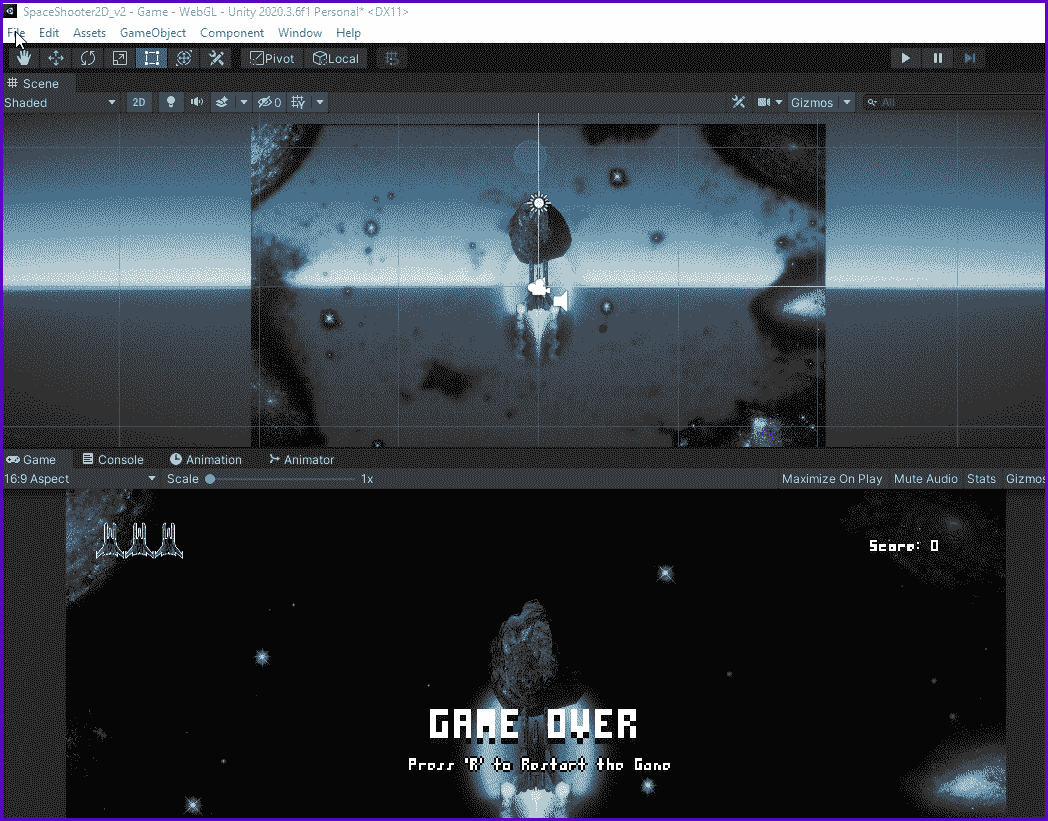 SpaceShooter2D_v2 - Game - WebGL - Unity 2020.3.6f1 Personal* <DX11>
File Edit Assets GameObject Component Window Help
Pivot Local
Scene
Shaded 2D 0 Gizmos All
Game Console Animation Animator
16:9 Aspect Scale 1x Maximize On Play Mute Audio Stats Gizmos
Score: 0
GAME OVER
Press 'R' to Restart the Game